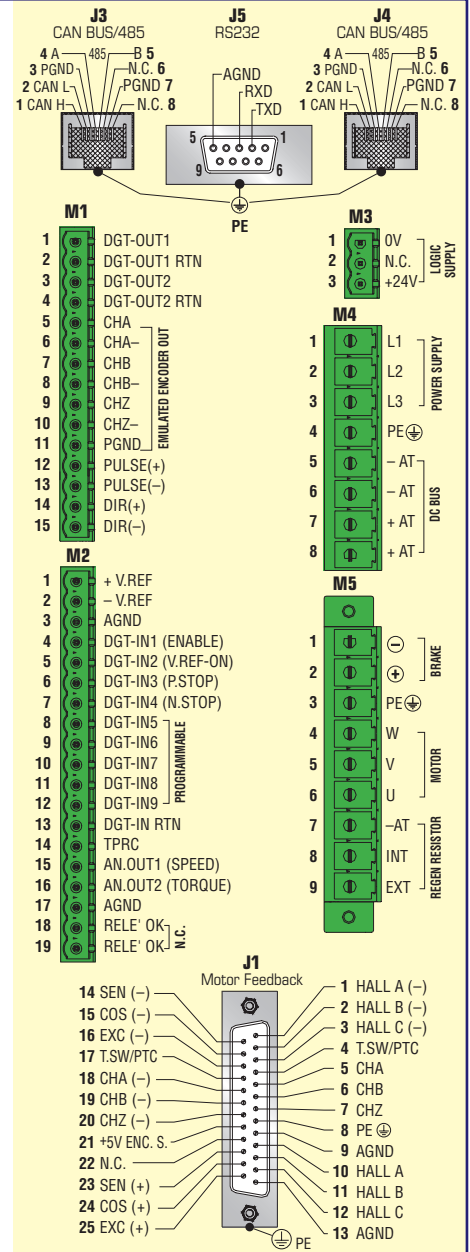 J3
CAN BUS/485
4 A 485 B 5
3 PGND N.C. 6
2 CAN L PGND 7
1 CAN H N.C. 8
J5
RS232
AGND
RXD
TXD
5 1
9 6
J4
CAN BUS/485
4 A 485 B 5
3 PGND N.C. 6
2 CAN L PGND 7
1 CAN H N.C. 8
PE
M1
1 DGT-OUT1
2 DGT-OUT1 RTN
3 DGT-OUT2
4 DGT-OUT2 RTN
5 CHA
6 CHA–
7 CHB
8 CHB–
9 CHZ
10 CHZ–
11 PGND
EMULATED ENCODER OUT
12 PULSE(+)
13 PULSE(–)
14 DIR(+)
15 DIR(–)
M2
1 + V.REF
2 – V.REF
3 AGND
4 DGT-IN1 (ENABLE)
5 DGT-IN2 (V.REF-ON)
6 DGT-IN3 (P.STOP)
7 DGT-IN4 (N.STOP)
8 DGT-IN5
9 DGT-IN6
10 DGT-IN7
11 DGT-IN8
12 DGT-IN9
PROGRAMMABLE
13 DGT-IN RTN
14 TPRC
15 AN.OUT1 (SPEED)
16 AN.OUT2 (TORQUE)
17 AGND
18 RELE' OK
19 RELE' OK
N.C.
M3
1 0V
2 N.C.
3 +24V
LOGIC
SUPPLY
M4
1 L1
2 L2
3 L3
POWER SUPPLY
4 PE
5 – AT
6 – AT
7 + AT
8 + AT
DC BUS
M5
1 –
2 +
BRAKE
3 PE
4 W
5 V
6 U
MOTOR
7 –AT
8 INT
9 EXT
REGEN RESISTOR
J1
Motor Feedback
14 SEN (–)
15 COS (–)
16 EXC (–)
17 T.SW/PTC
18 CHA (–)
19 CHB (–)
20 CHZ (–)
21 +5V ENC. S.
22 N.C.
23 SEN (+)
24 COS (+)
25 EXC (+)
1 HALL A (–)
2 HALL B (–)
3 HALL C (–)
4 T.SW/PTC
5 CHA
6 CHB
7 CHZ
8 PE
9 AGND
10 HALL A
11 HALL B
12 HALL C
13 AGND
PE